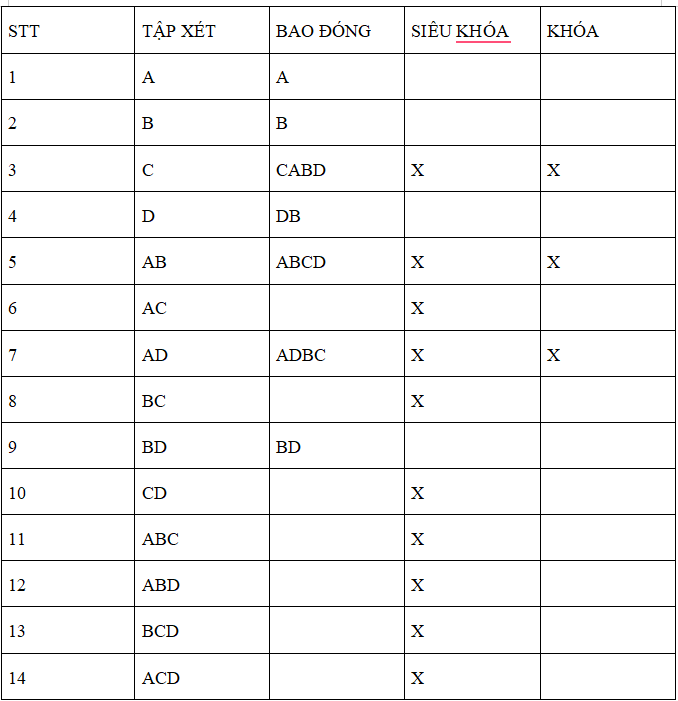 STT TẬP XÉT BAO ĐÓNG SIÊU KHÓA KHÓA
1 A A
2 B B
3 C CABD X X
4 D DB
5 AB ABCD X X
6 AC X
7 AD ADBC X X
8 BC X
9 BD BD
10 CD X
11 ABC X
12 ABD X
13 BCD X
14 ACD X